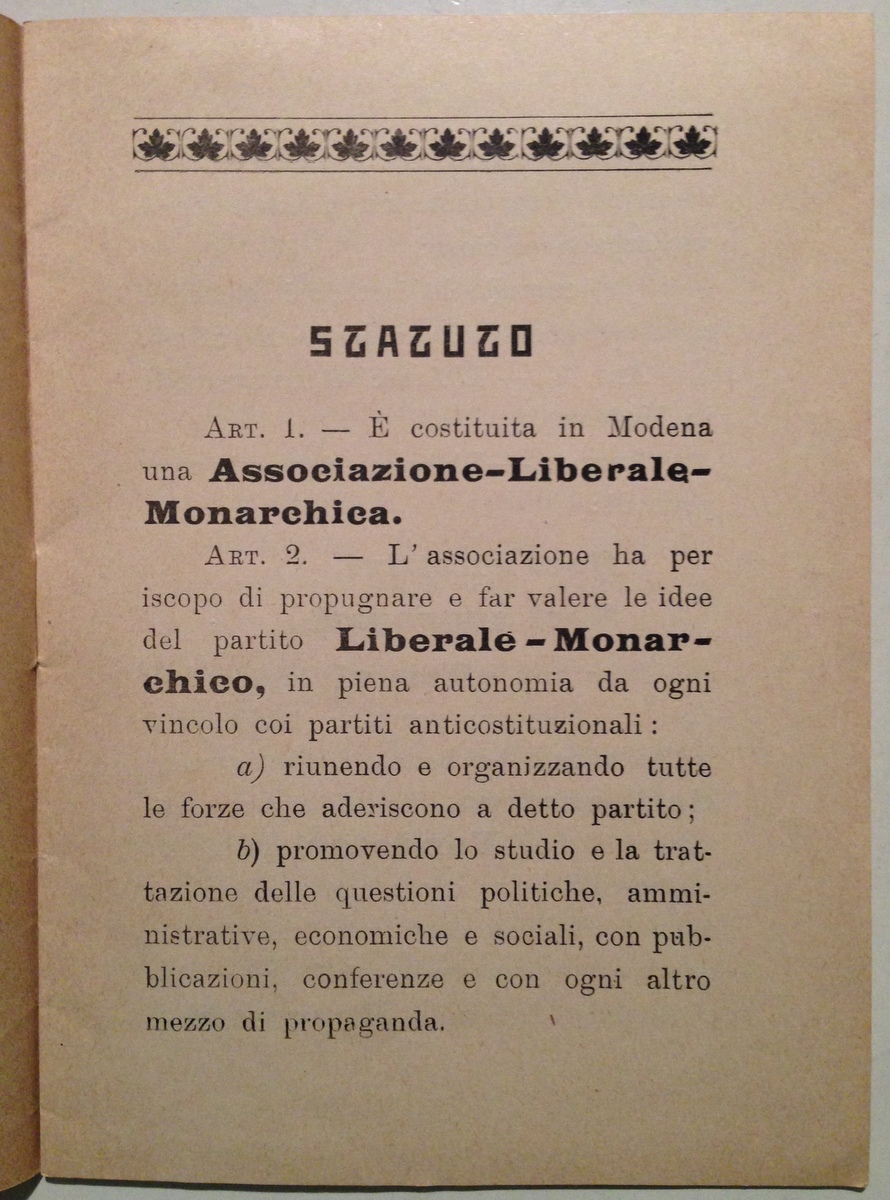 STATUTO
ART. 1. — È costituita in Modena
una Associazione-Liberale-
Monarchica.
ART. 2. — L' associazione ha per
iscopo di propugnare e far valere le idee
del partito Liberale-Monar-
chico, in piena autonomia da ogni
vincolo coi partiti anticostituzionali :
a) riunendo e organizzando tutte
le forze che aderiscono a detto partito ;
b) promovendo lo studio e la trat-
tazione delle questioni politiche, ammi-
nistrative, economiche e sociali, con pub-
blicazioni, conferenze e con ogni altro
mezzo di propaganda.